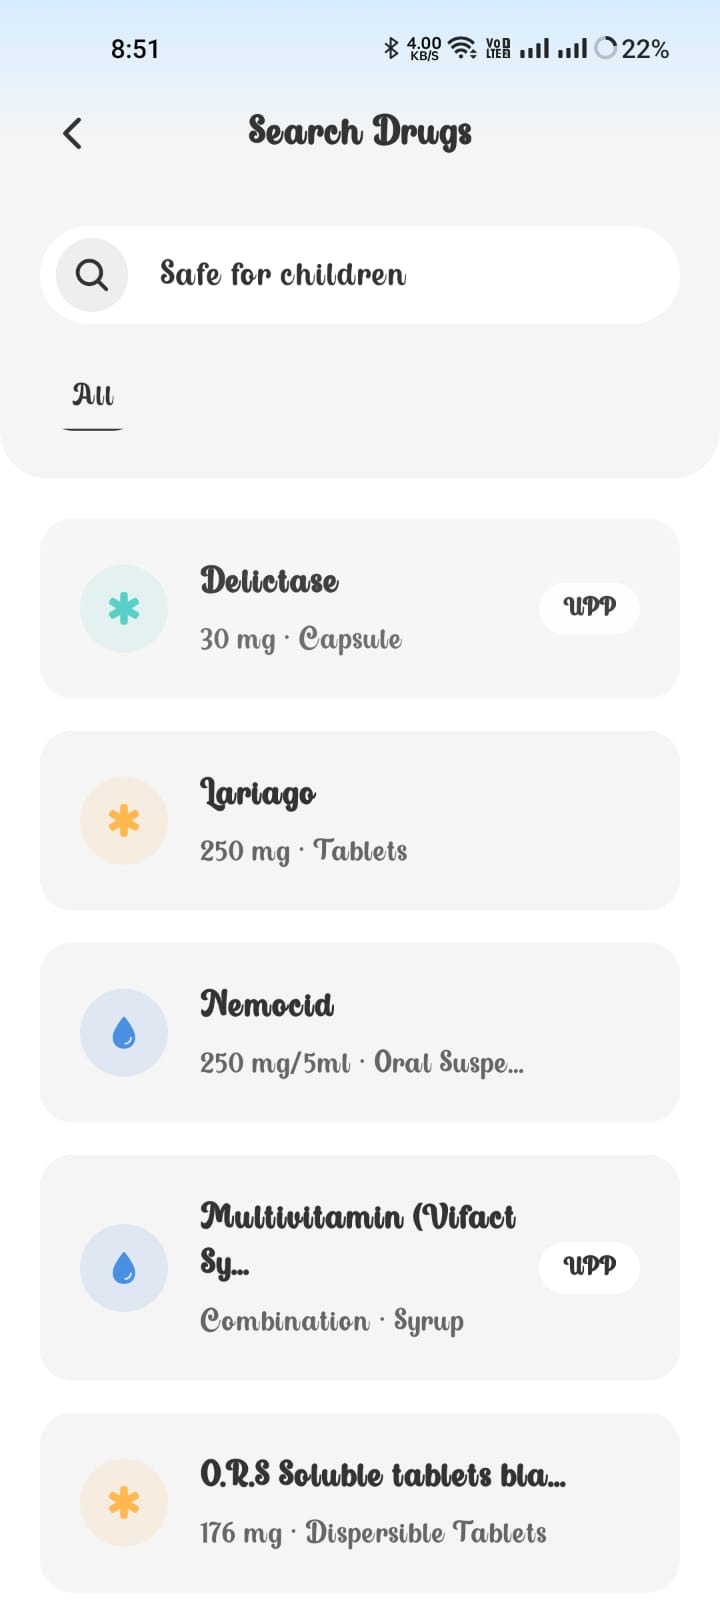 8:51
4.00 KB/S VoD LTEB 22%
Search Drugs
Safe for children
All
Delictase
30 mg · Capsule
UPP
Lariago
250 mg · Tablets
Nemocid
250 mg/5ml · Oral Suspe...
Multivitamin (Vifact
Sy...
Combination · Syrup
UPP
O.R.S Soluble tablets bla...
176 mg · Dispersible Tablets